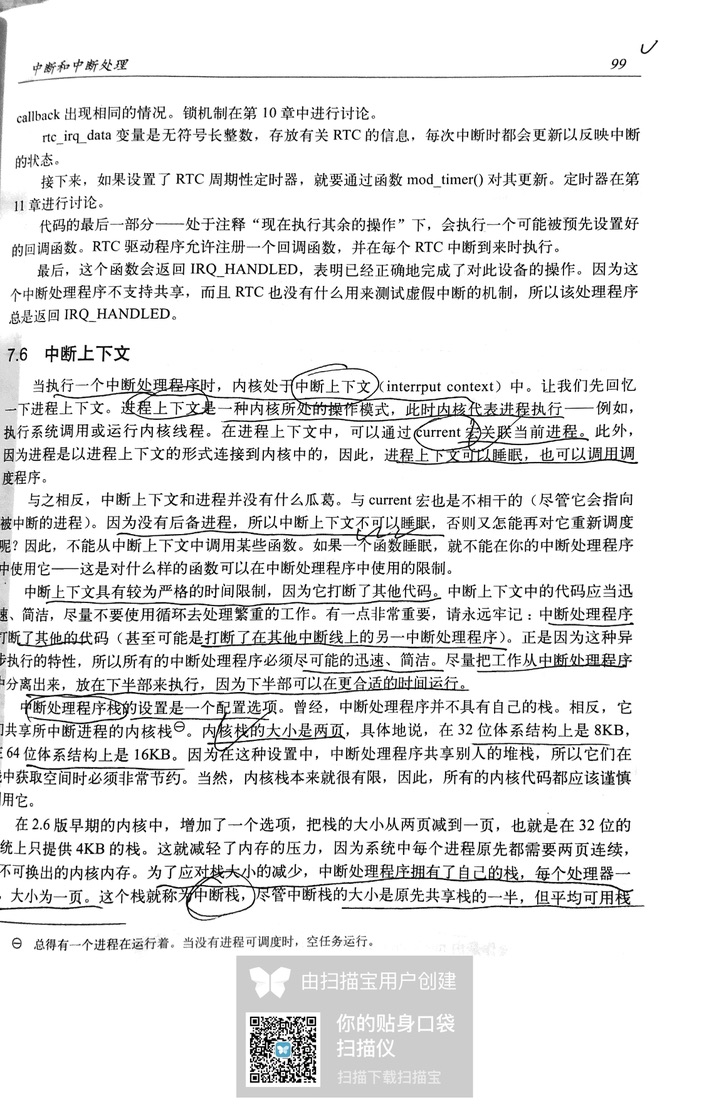 中断和中断处理 99
callback 出现相同的情况。锁机制在第 10 章中进行讨论。
rtc_irq_data 变量是无符号长整数，存放有关 RTC 的信息，每次中断时都会更新以反映中断
的状态。
接下来，如果设置了 RTC 周期性定时器，就要通过函数 mod_timer() 对其更新。定时器在第
11 章进行讨论。
代码的最后一部分——处于注释“现在执行其余的操作”下，会执行一个可能被预先设置好
的回调函数。RTC 驱动程序允许注册一个回调函数，并在每个 RTC 中断到来时执行。
最后，这个函数会返回 IRQ_HANDLED，表明已经正确地完成了对此设备的操作。因为这
个中断处理程序不支持共享，而且 RTC 也没有什么用来测试虚假中断的机制，所以该处理程序
总是返回 IRQ_HANDLED。
7.6 中断上下文
当执行一个中断处理程序时，内核处于中断上下文（interrput context）中。让我们先回忆
一下进程上下文。进程上下文是一种内核所处的操作模式，此时内核代表进程执行——例如，
执行系统调用或运行内核线程。在进程上下文中，可以通过 current 宏关联当前进程。此外，
因为进程是以进程上下文的形式连接到内核中的，因此，进程上下文可以睡眠，也可以调用调
度程序。
与之相反，中断上下文和进程并没有什么瓜葛。与 current 宏也是不相干的（尽管它会指向
被中断的进程）。因为没有后备进程，所以中断上下文不可以睡眠，否则又怎能再对它重新调度
呢？因此，不能从中断上下文中调用某些函数。如果一个函数睡眠，就不能在你的中断处理程序
中使用它——这是对什么样的函数可以在中断处理程序中使用的限制。
中断上下文具有较为严格的时间限制，因为它打断了其他代码。中断上下文中的代码应当迅
速、简洁，尽量不要使用循环去处理繁重的工作。有一点非常重要，请永远牢记：中断处理程序
打断了其他的代码（甚至可能是打断了在其他中断线上的另一中断处理程序）。正是因为这种异
步执行的特性，所以所有的中断处理程序必须尽可能的迅速、简洁。尽量把工作从中断处理程序
中分离出来，放在下半部来执行，因为下半部可以在更合适的时间运行。
中断处理程序栈的设置是一个配置选项。曾经，中断处理程序并不具有自己的栈。相反，它
们共享所中断进程的内核栈㊀。内核栈的大小是两页，具体地说，在 32 位体系结构上是 8KB，
在 64 位体系结构上是 16KB。因为在这种设置中，中断处理程序共享别人的堆栈，所以它们在
栈中获取空间时必须非常节约。当然，内核栈本来就很有限，因此，所有的内核代码都应该谨慎
利用它。
在 2.6 版早期的内核中，增加了一个选项，把栈的大小从两页减到一页，也就是在 32 位的
统上只提供 4KB 的栈。这就减轻了内存的压力，因为系统中每个进程原先都需要两页连续，
不可换出的内核内存。为了应对栈大小的减少，中断处理程序拥有了自己的栈，每个处理器一
，大小为一页。这个栈就称为中断栈，尽管中断栈的大小是原先共享栈的一半，但平均可用栈
㊀ 总得有一个进程在运行着。当没有进程可调度时，空任务运行。
由扫描宝用户创建
你的贴身口袋
扫描仪
扫描下载扫描宝